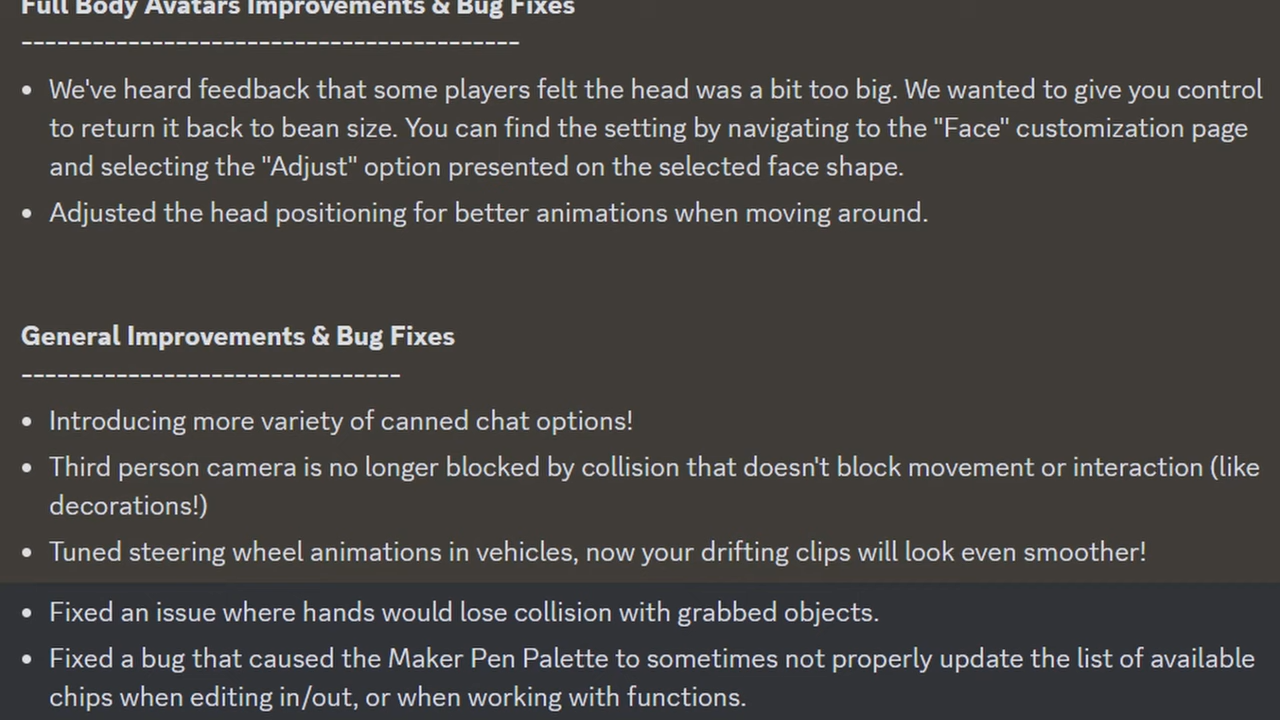 Full Body Avatars Improvements & Bug Fixes
------------------------------------------
• We've heard feedback that some players felt the head was a bit too big. We wanted to give you control
to return it back to bean size. You can find the setting by navigating to the "Face" customization page
and selecting the "Adjust" option presented on the selected face shape.
• Adjusted the head positioning for better animations when moving around.
General Improvements & Bug Fixes
--------------------------------
• Introducing more variety of canned chat options!
• Third person camera is no longer blocked by collision that doesn't block movement or interaction (like
decorations!)
• Tuned steering wheel animations in vehicles, now your drifting clips will look even smoother!
• Fixed an issue where hands would lose collision with grabbed objects.
• Fixed a bug that caused the Maker Pen Palette to sometimes not properly update the list of available
chips when editing in/out, or when working with functions.